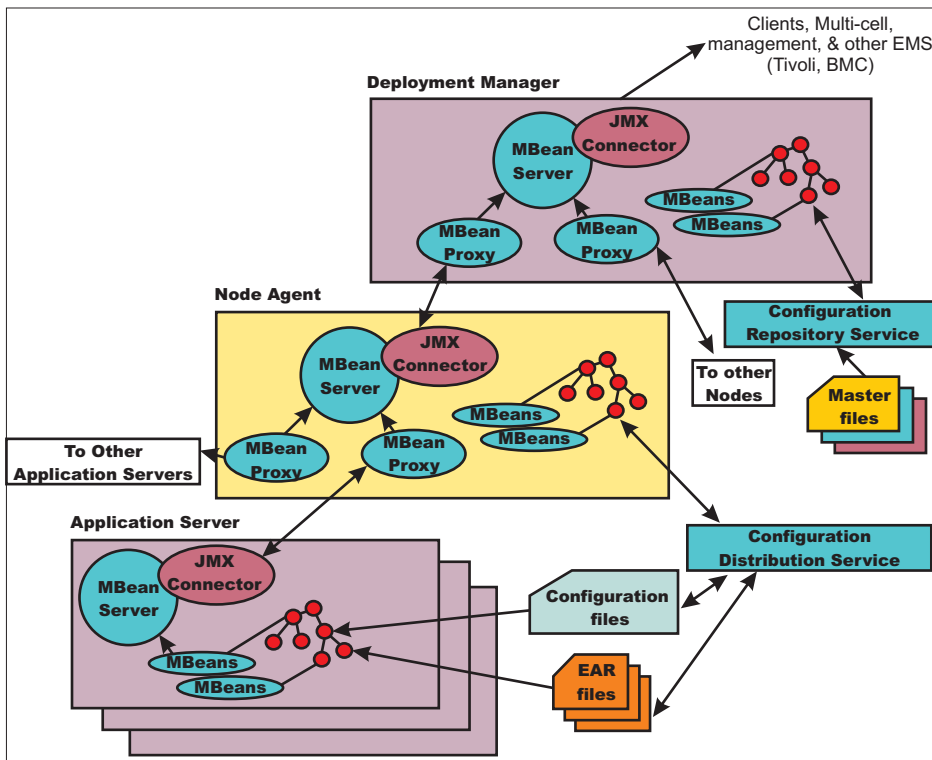 Clients, Multi-cell,
management, & other EMS
(Tivoli, BMC)
Deployment Manager
JMX
Connector
MBean
Server
MBeans
MBeans
MBean
Proxy
MBean
Proxy
Node Agent
Configuration
Repository Service
JMX
Connector
MBean
Server
To other
Nodes
Master
files
MBeans
MBeans
MBean
Proxy
MBean
Proxy
To Other
Application Servers
Application Server
Configuration
Distribution Service
JMX
Connector
MBean
Server
Configuration
files
MBeans
MBeans
EAR
files